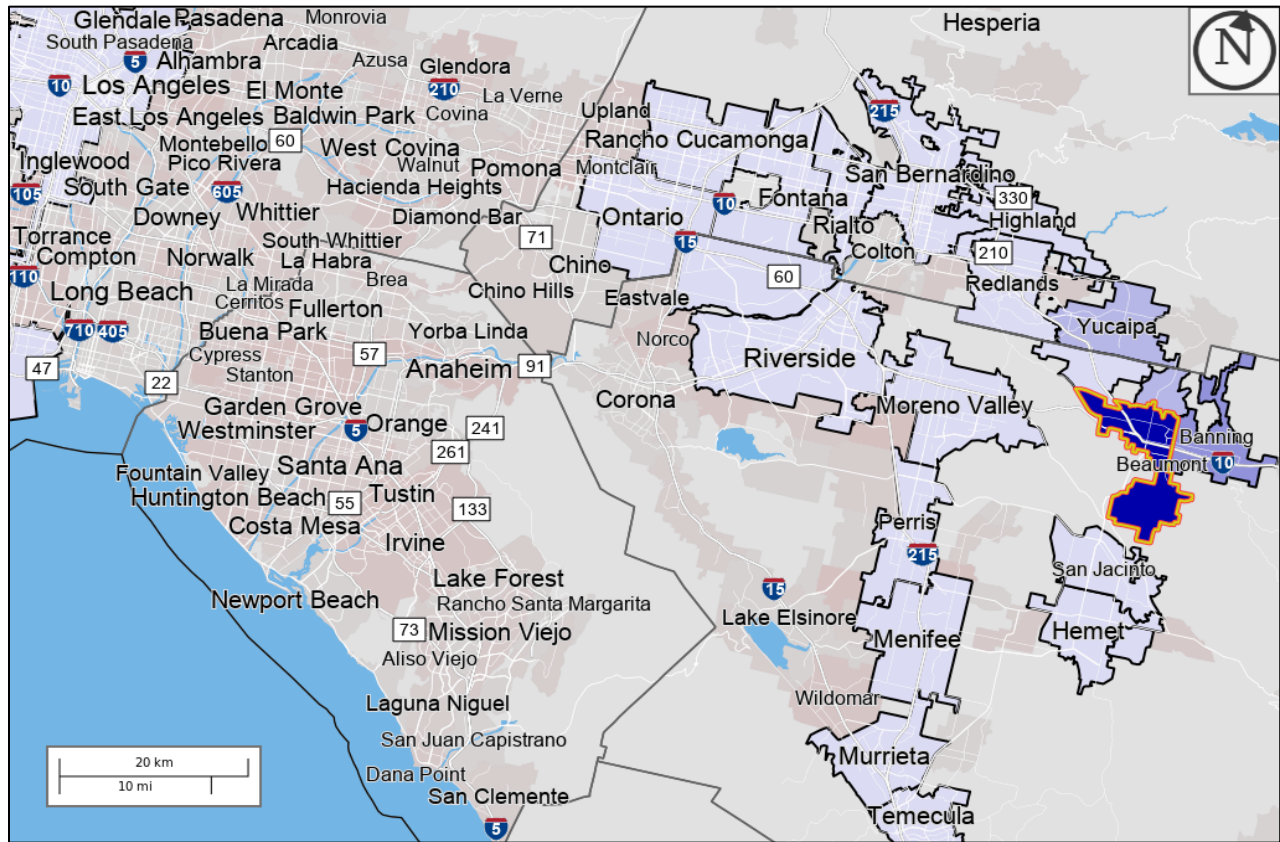 Glendale
Pasadena
Monrovia
Hesperia
N
South Pasadena
Arcadia
5
Alhambra
Azusa
Glendora
10
Los Angeles
El Monte
210
La Verne
Upland
215
East Los Angeles
Baldwin Park
Covina
Montebello
60
West Covina
Rancho Cucamonga
Inglewood
Pico Rivera
Walnut
Pomona
Montclair
San Bernardino
105
South Gate
605
Hacienda Heights
10
Fontana
330
Downey
Whittier
Diamond Bar
Ontario
Rialto
Highland
Torrance
South Whittier
71
15
Colton
210
Compton
Norwalk
La Habra
Chino
60
110
La Mirada
Brea
Redlands
Long Beach
Cerritos
Fullerton
Chino Hills
Eastvale
710
405
Buena Park
Yorba Linda
Norco
Yucaipa
47
Cypress
57
Anaheim
91
Riverside
22
Stanton
Corona
Moreno Valley
Garden Grove
Westminster
5
Orange
241
Banning
261
Beaumont
10
Fountain Valley
Santa Ana
Huntington Beach
55
Tustin
133
Costa Mesa
Perris
Irvine
215
San Jacinto
Lake Forest
15
Newport Beach
Rancho Santa Margarita
Lake Elsinore
73
Mission Viejo
Menifee
Hemet
Aliso Viejo
Laguna Niguel
Wildomar
San Juan Capistrano
Murrieta
20 km
10 mi
Dana Point
San Clemente
Temecula
5